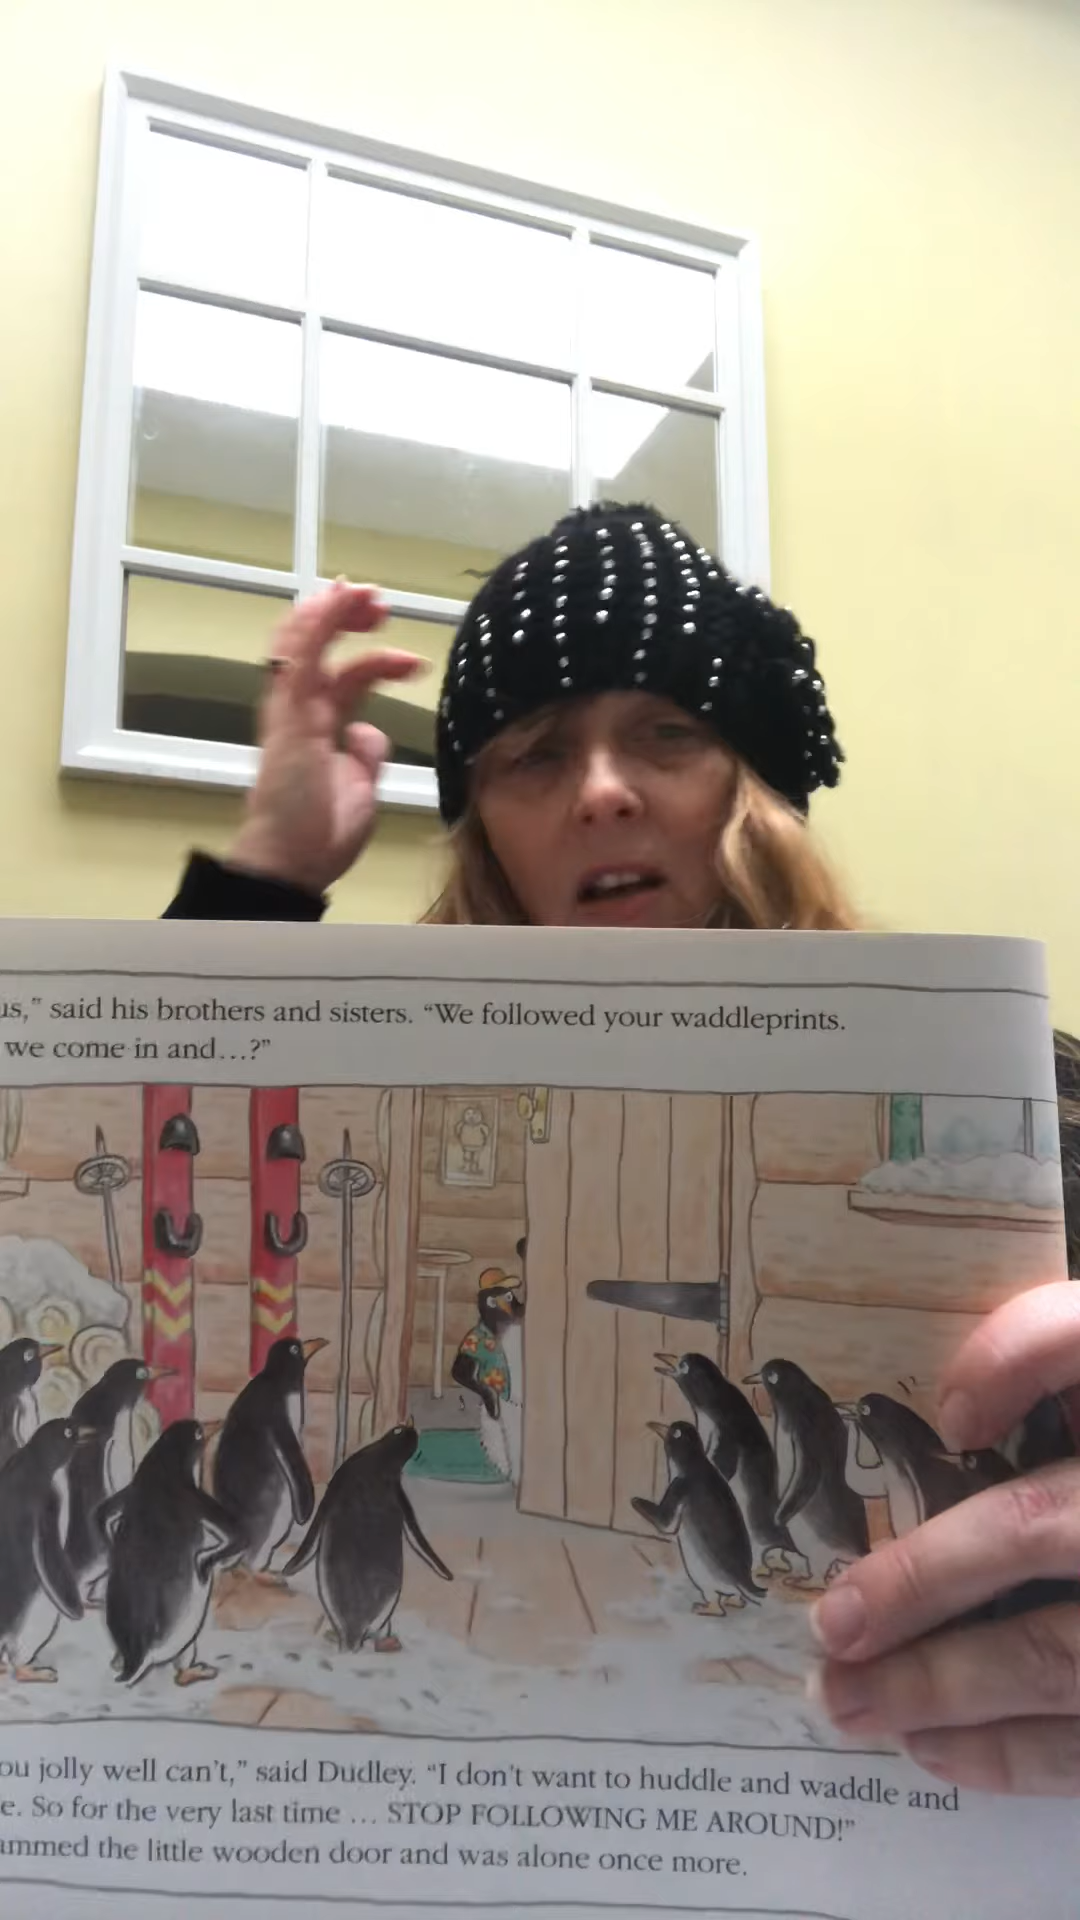 us," said his brothers and sisters. "We followed your waddleprints.
we come in and...?"
ou jolly well can't," said Dudley. "I don't want to huddle and waddle and
e. So for the very last time ... STOP FOLLOWING ME AROUND!"
ammed the little wooden door and was alone once more.